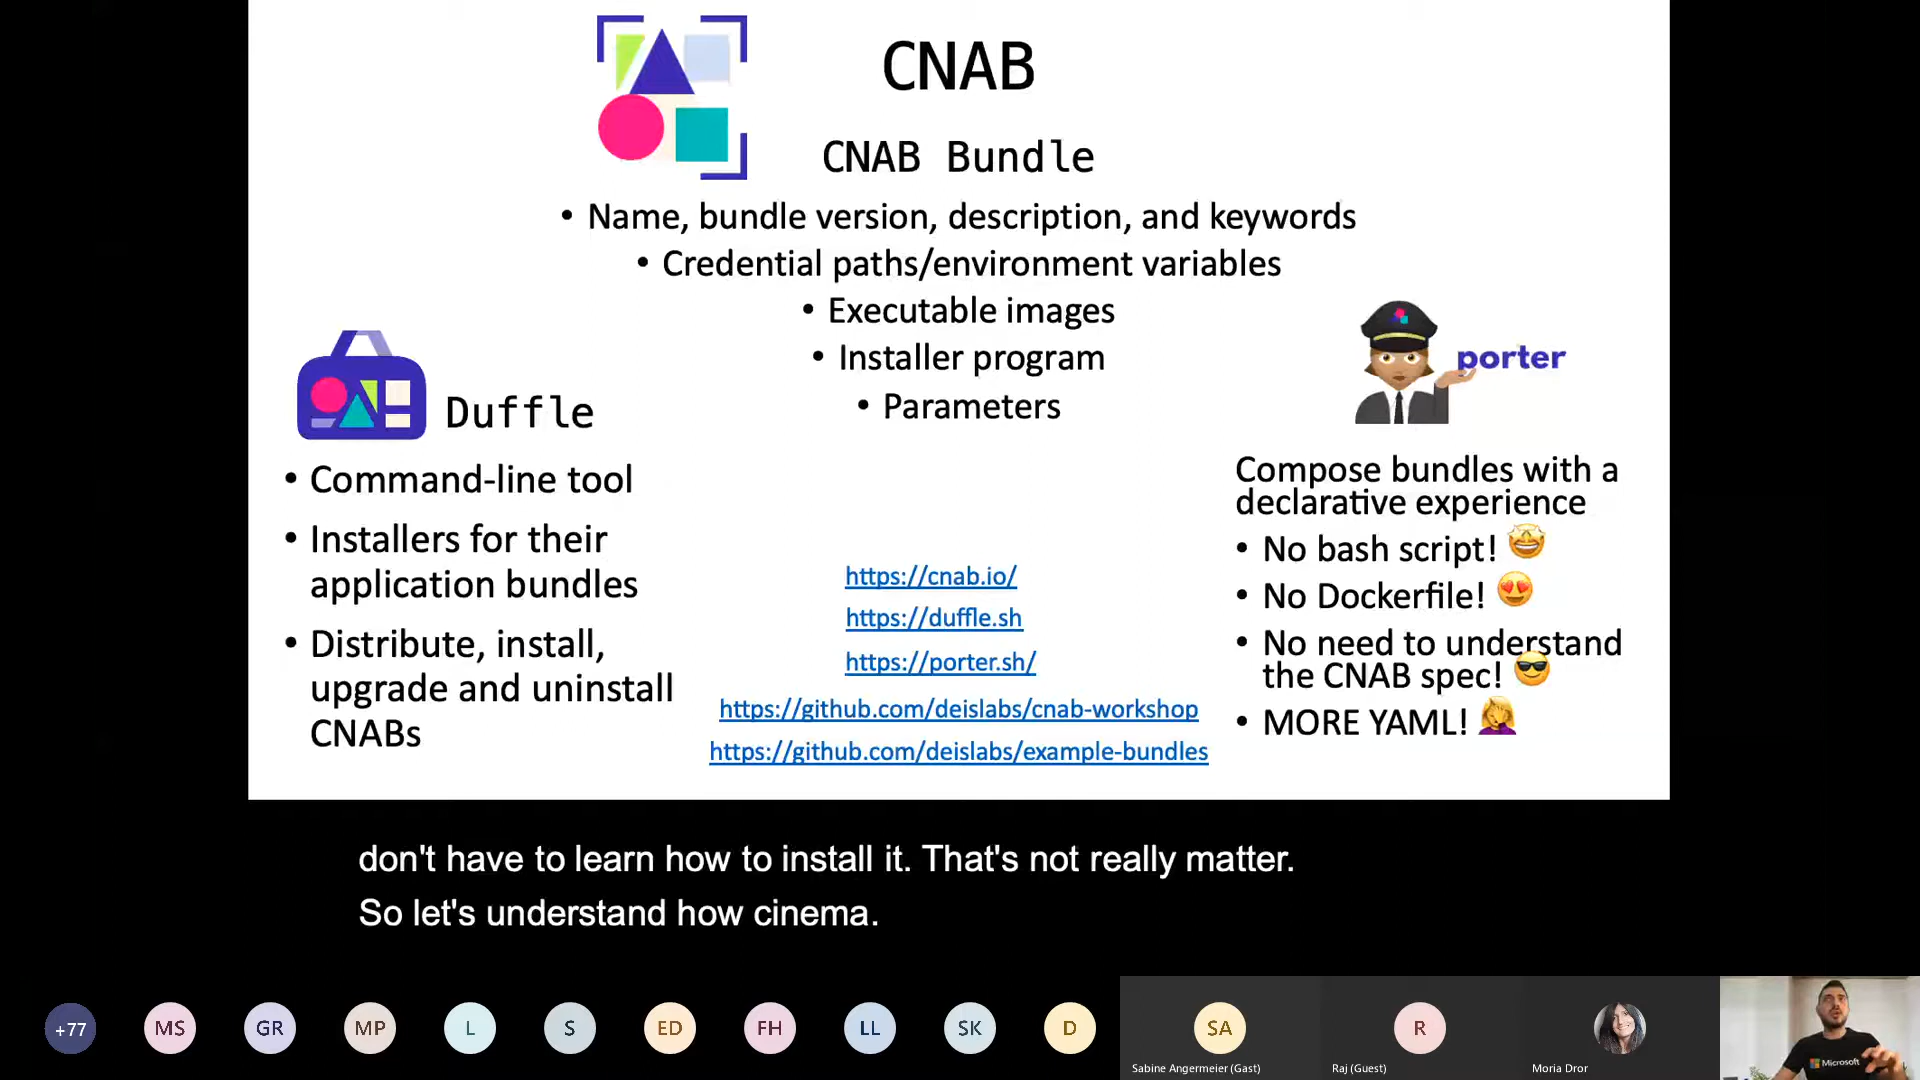 CNAB
CNAB Bundle
• Name, bundle version, description, and keywords
• Credential paths/environment variables
• Executable images
• Installer program
• Parameters
Duffle
• Command-line tool
• Installers for their
application bundles
• Distribute, install,
upgrade and uninstall
CNABs
https://cnab.io/
https://duffle.sh
https://porter.sh/
https://github.com/deislabs/cnab-workshop
https://github.com/deislabs/example-bundles
porter
Compose bundles with a
declarative experience
• No bash script! 🤩
• No Dockerfile! 😍
• No need to understand
the CNAB spec! 😎
• MORE YAML! 🤦‍♀️
don't have to learn how to install it. That's not really matter.
So let's understand how cinema.
+77
MS
GR
MP
L
S
ED
FH
LL
SK
D
SA
Sabine Angermeier (Gast)
R
Raj (Guest)
Moria Dror
Microsoft